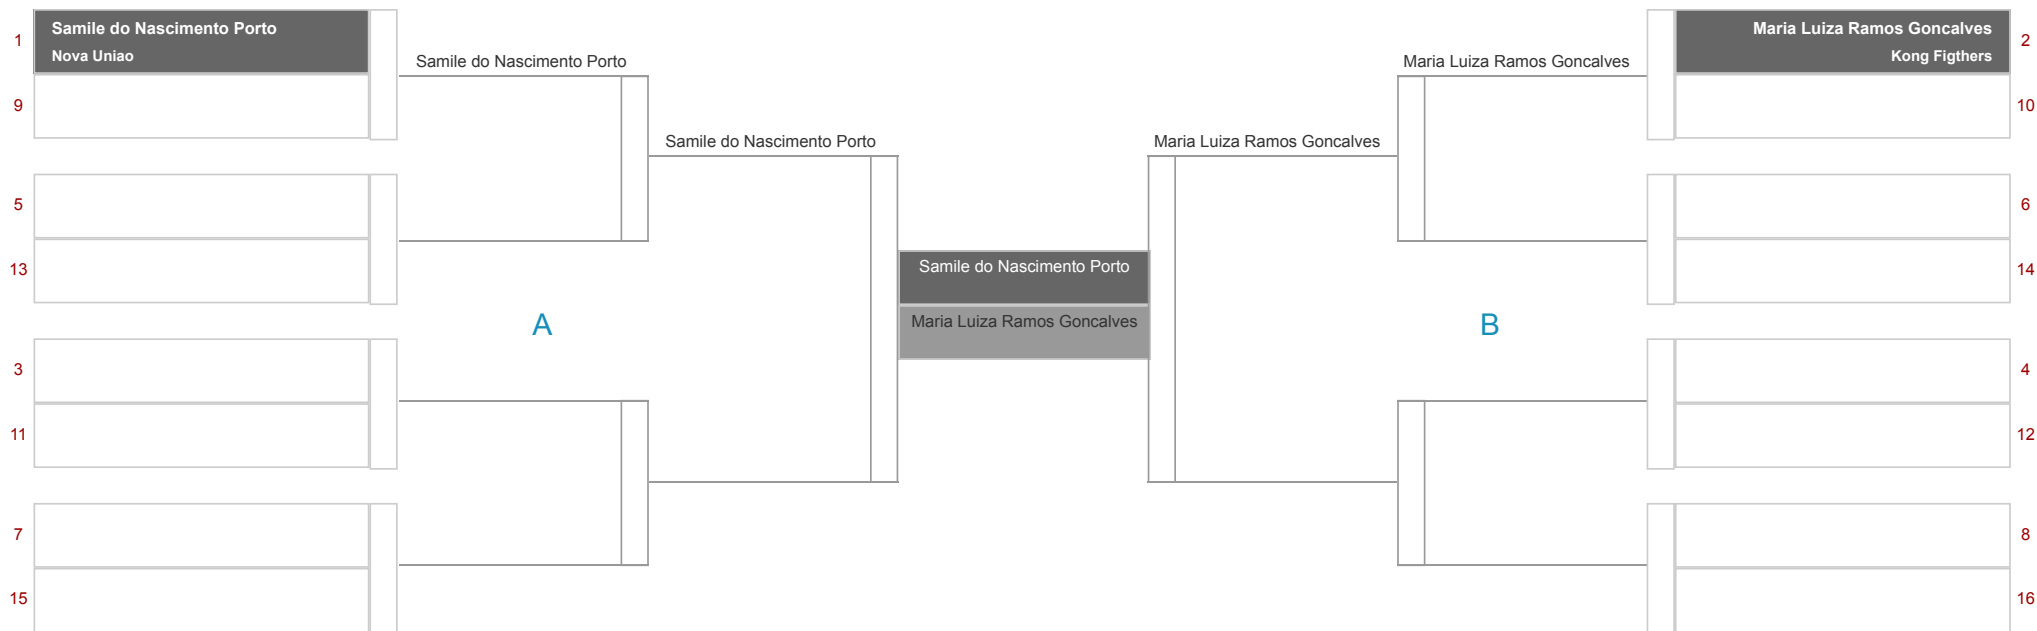 1
Samile do Nascimento Porto
Nova Uniao
9
5
13
3
11
7
15
Samile do Nascimento Porto
Samile do Nascimento Porto
A
Samile do Nascimento Porto
Maria Luiza Ramos Goncalves
Maria Luiza Ramos Goncalves
B
Maria Luiza Ramos Goncalves
Maria Luiza Ramos Goncalves
Kong Figthers
2
10
6
14
4
12
8
16